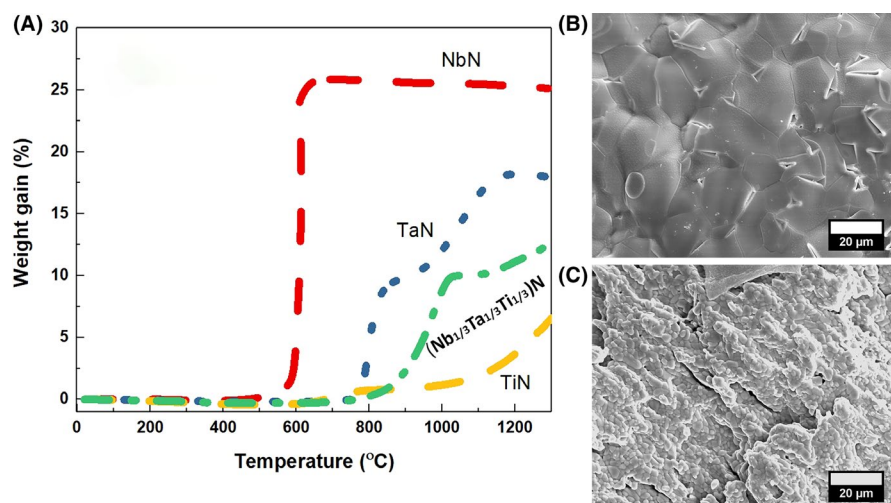 (A)
30
25
20
15
10
5
0
Weight gain (%)
0 200 400 600 800 1000 1200
Temperature (°C)
NbN
TaN
(Nb1/3Ta1/3Ti1/3)N
TiN
(B)
20 µm
(C)
20 µm